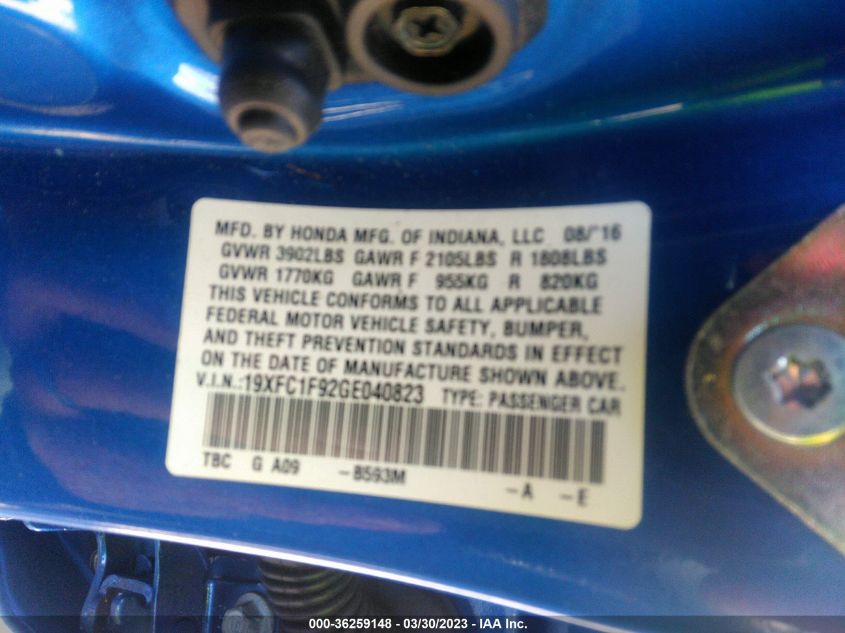 MFD. BY HONDA MFG. OF INDIANA, LLC 08/'16
GVWR 3902LBS GAWR F 2105LBS R 1808LBS
GVWR 1770KG GAWR F 955KG R 820KG
THIS VEHICLE CONFORMS TO ALL APPLICABLE
FEDERAL MOTOR VEHICLE SAFETY, BUMPER,
AND THEFT PREVENTION STANDARDS IN EFFECT
ON THE DATE OF MANUFACTURE SHOWN ABOVE.
V.I.N.:19XFC1F92GE040823 TYPE: PASSENGER CAR
TBC G A09 -B593M
-A -E
000-36259148 - 03/30/2023 - IAA Inc.